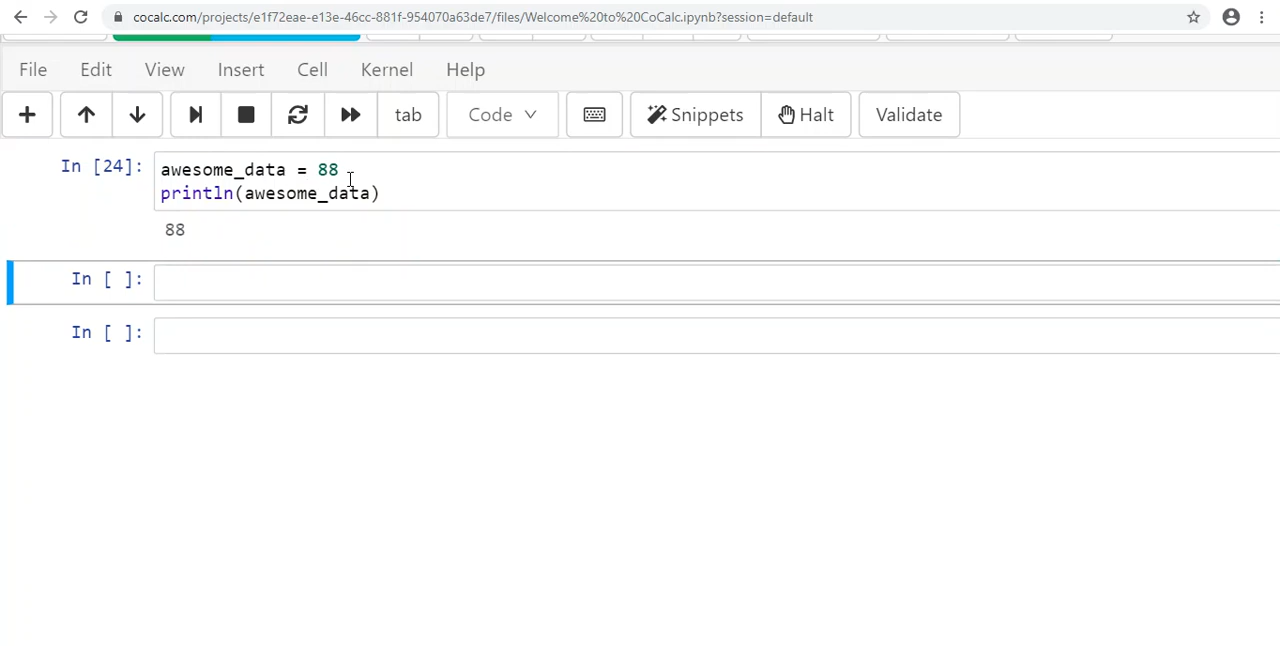 cocalc.com/projects/e1f72eae-e13e-46cc-881f-954070a63de7/files/Welcome%20to%20CoCalc.ipynb?session=default
File Edit View Insert Cell Kernel Help
tab Code Snippets Halt Validate
In [24]: awesome_data = 88
println(awesome_data)
88
In [ ]:
In [ ]: